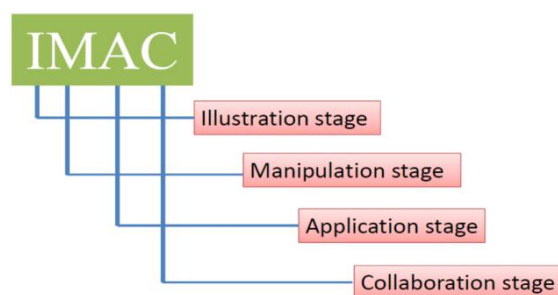 IMAC
Illustration stage
Manipulation stage
Application stage
Collaboration stage